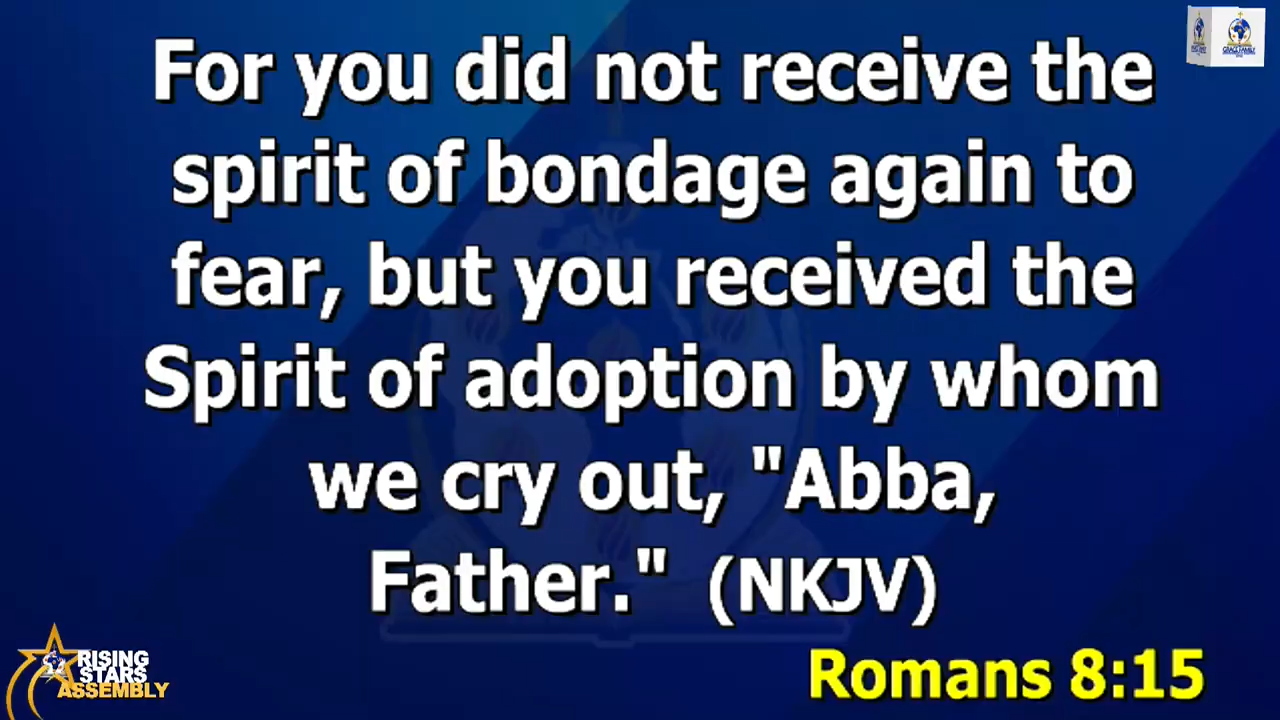 For you did not receive the
spirit of bondage again to
fear, but you received the
Spirit of adoption by whom
we cry out, "Abba,
Father." (NKJV)
Romans 8:15
RISING
STARS
ASSEMBLY